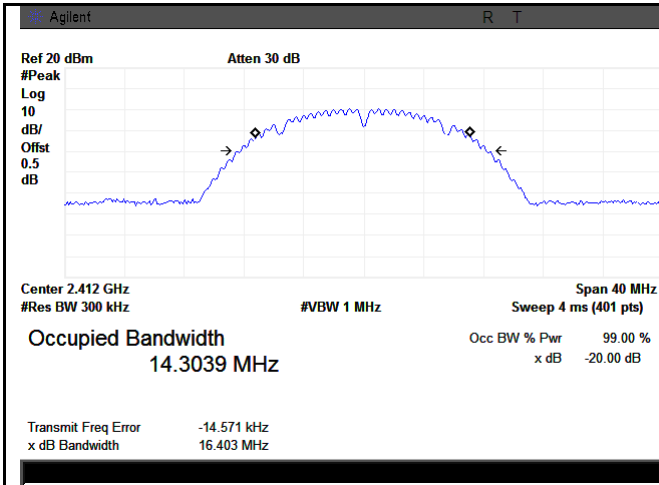 Agilent R T
Ref 20 dBm Atten 30 dB
#Peak
Log
10
dB/
Offst
0.5
dB
Center 2.412 GHz Span 40 MHz
#Res BW 300 kHz #VBW 1 MHz Sweep 4 ms (401 pts)
Occupied Bandwidth Occ BW % Pwr 99.00 %
14.3039 MHz x dB -20.00 dB
Transmit Freq Error -14.571 kHz
x dB Bandwidth 16.403 MHz